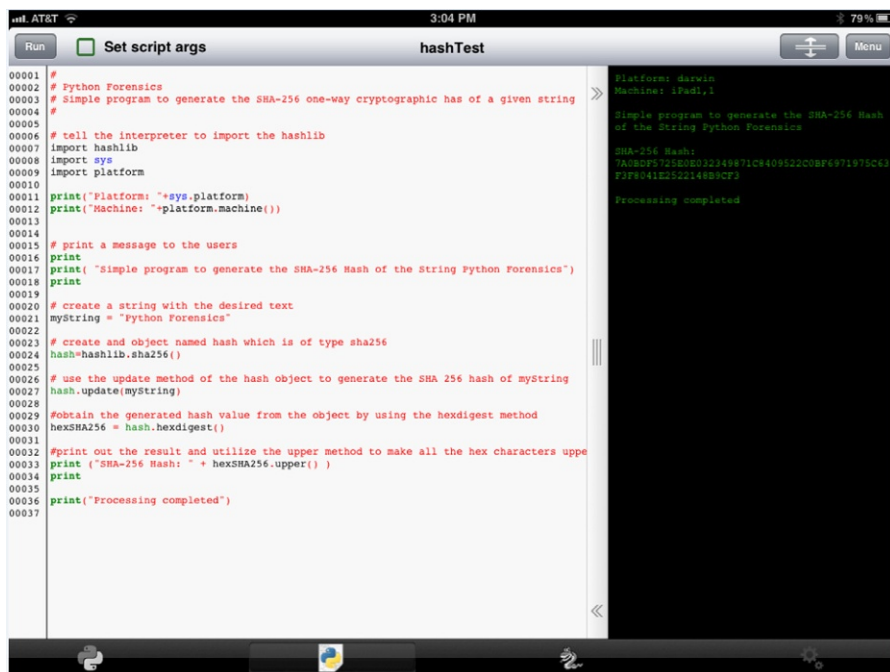 AT&T 3:04 PM 79%
Run Set script args hashTest Menu
00001 #
00002 # Python Forensics
00003 # Simple program to generate the SHA-256 one-way cryptographic has of a given string
00004 #
00005
00006 # tell the interpreter to import the hashlib
00007 import hashlib
00008 import sys
00009 import platform
00010
00011 print("Platform: "+sys.platform)
00012 print("Machine: "+platform.machine())
00013
00014
00015 # print a message to the users
00016 print
00017 print( "Simple program to generate the SHA-256 Hash of the String Python Forensics")
00018 print
00019
00020 # create a string with the desired text
00021 myString = "Python Forensics"
00022
00023 # create and object named hash which is of type sha256
00024 hash=hashlib.sha256()
00025
00026 # use the update method of the hash object to generate the SHA 256 hash of myString
00027 hash.update(myString)
00028
00029 #obtain the generated hash value from the object by using the hexdigest method
00030 hexSHA256 = hash.hexdigest()
00031
00032 #print out the result and utilize the upper method to make all the hex characters uppe
00033 print ("SHA-256 Hash: " + hexSHA256.upper() )
00034 print
00035
00036 print("Processing completed")
00037
Platform: darwin
Machine: iPad1,1
Simple program to generate the SHA-256 Hash
of the String Python Forensics
SHA-256 Hash:
7A0BDF5725E0E032349871C8409522C0BF6971975C63
F3F8041E2522148B9CF3
Processing completed